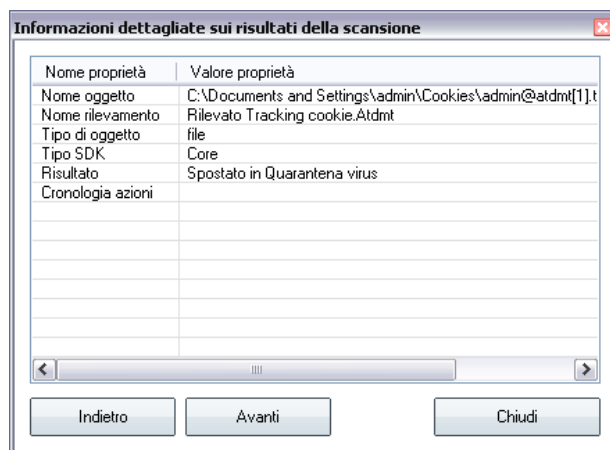 Informazioni dettagliate sui risultati della scansione
Nome proprietà Valore proprietà
Nome oggetto C:\Documents and Settings\admin\Cookies\admin@atdmt[1].t
Nome rilevamento Rilevato Tracking cookie.Atdmt
Tipo di oggetto file
Tipo SDK Core
Risultato Spostato in Quarantena virus
Cronologia azioni
Indietro Avanti Chiudi